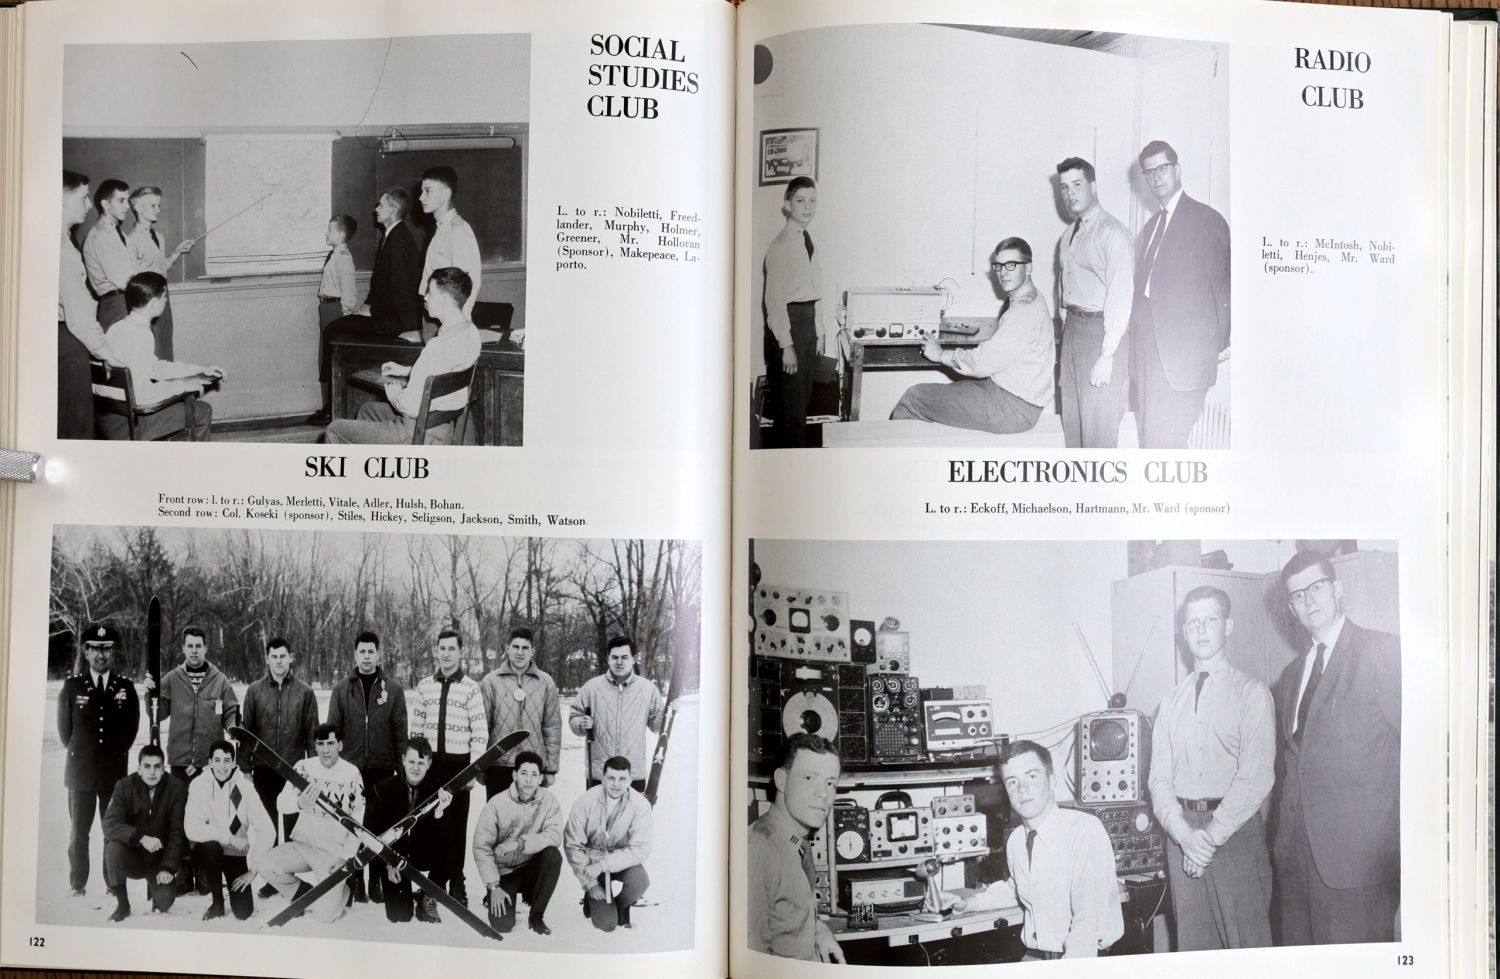 SOCIAL
STUDIES
CLUB
L. to r.: Nobiletti, Freed-
lander, Murphy, Holmer,
Greener, Mr. Holloran
(Sponsor), Makepeace, La-
porto.
SKI CLUB
Front row: l. to r.: Gulyas, Merletti, Vitale, Adler, Hulsh, Bohan.
Second row: Col. Koseki (sponsor), Stiles, Hickey, Seligson, Jackson, Smith, Watson.
122
RADIO
CLUB
L. to r.: McIntosh, Nobi-
letti, Henjes, Mr. Ward
(sponsor).
ELECTRONICS CLUB
L. to r.: Eckoff, Michaelson, Hartmann, Mr. Ward (sponsor)
123